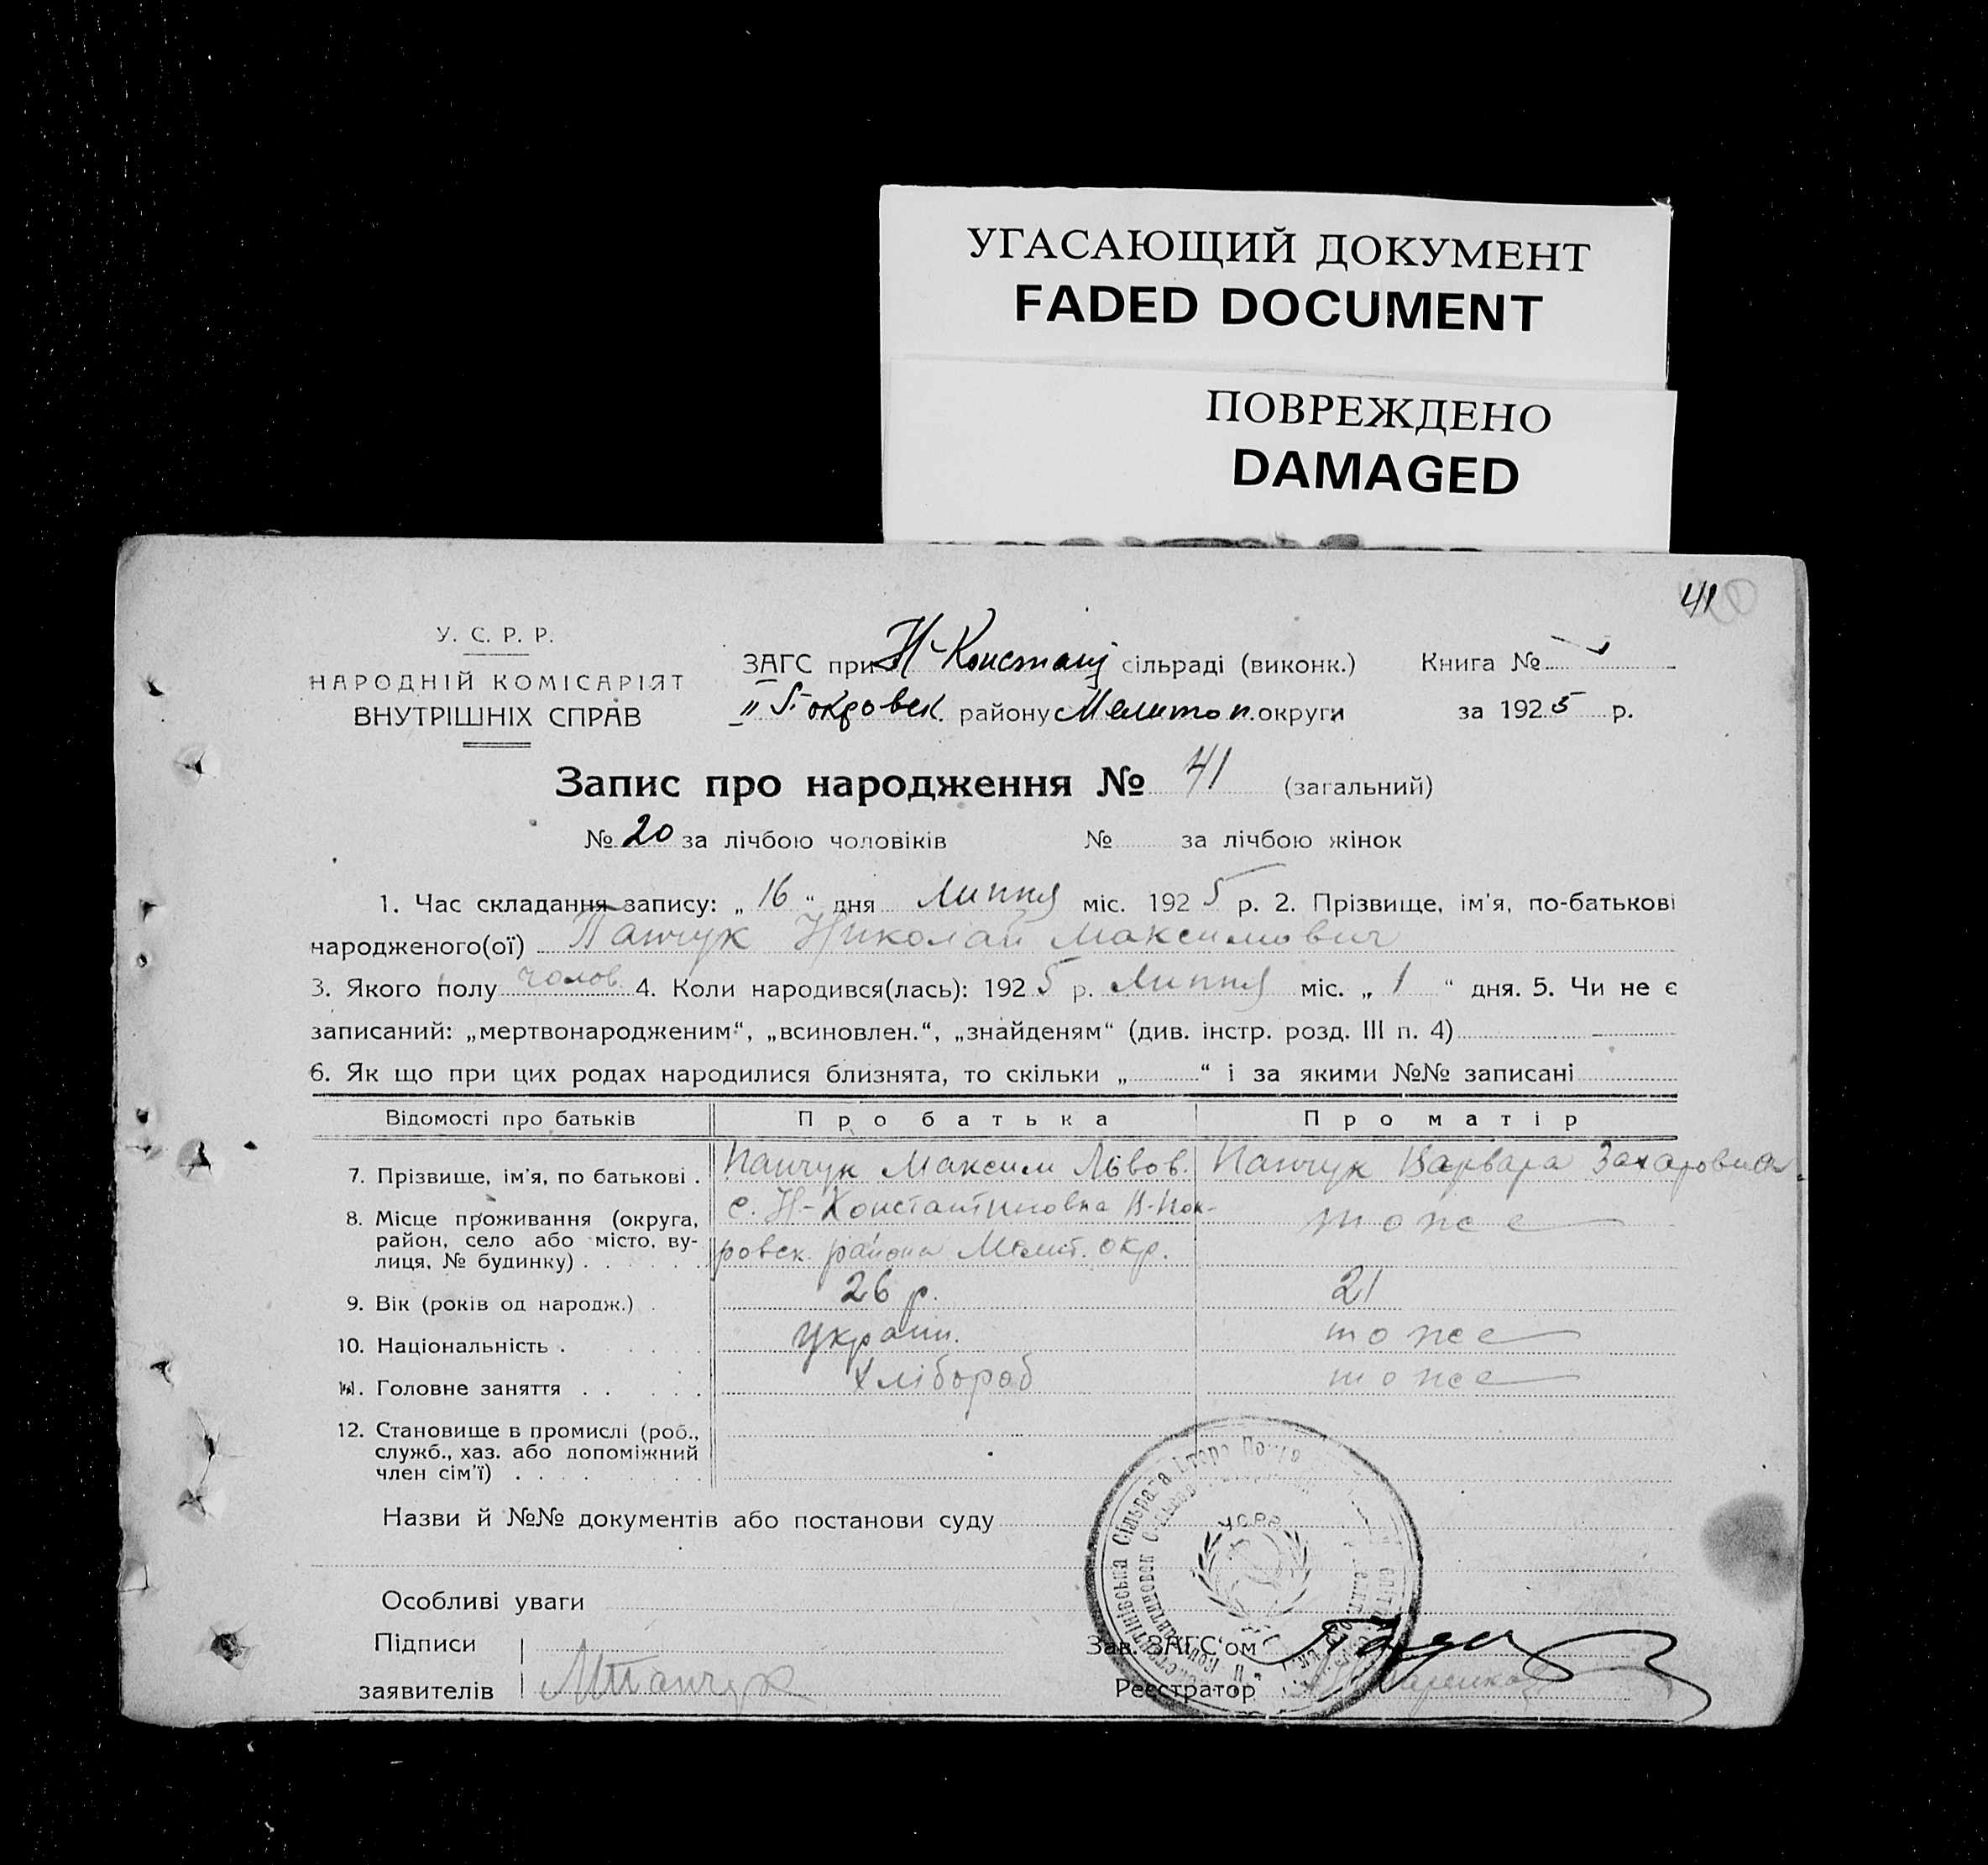 УГАСАЮЩИЙ ДОКУМЕНТ
FADED DOCUMENT
ПОВРЕЖДЕНО
DAMAGED
41
У. С. Р. Р.
НАРОДНІЙ КОМІСАРІЯТ
ВНУТРІШНІХ СПРАВ
ЗАГС при Н Констанц сільраді (виконк.) Книга №
II Покровск. району Мелитоп. округи за 1925 р.
Запис про народження № 41 (загальний)
№ 20 за лічбою чоловіків № за лічбою жінок
1. Час складання запису: „16“ дня Липня міс. 1925 р. 2. Прізвище, ім'я, по-батькові
народженого(ої) Панчук Николай Максимович
3. Якого полу чолов. 4. Коли народився(лась): 1925 р. Липня міс. „1“ дня. 5. Чи не є
записаний: „мертвонародженим“, „всиновлен.“, „знайденям“ (див. інстр. розд. III п. 4)
6. Як що при цих родах народилися близнята, то скільки „ “ і за якими №№ записані
Відомості про батьків Про батька Про матір
7. Прізвище, ім'я, по батькові . Панчук Максим Львов. Панчук Варвара Захаровна
8. Місце проживання (округа, с. Н-Константиновка II-Пок- тоже
район, село або місто, ву- ровск. района Мелит. окр.
лиця, № будинку)
9. Вік (років од народж.) 26 р. 21
10. Національність . україн. тоже
11. Головне заняття . . хлібороб тоже
12. Становище в промислі (роб.,
служб., хаз. або допоміжний
член сім'ї)
Назви й №№ документів або постанови суду
УСРР
Особливі уваги
Підписи Зав. ЗАГС'ом
заявителів МПанчук Реєстратор